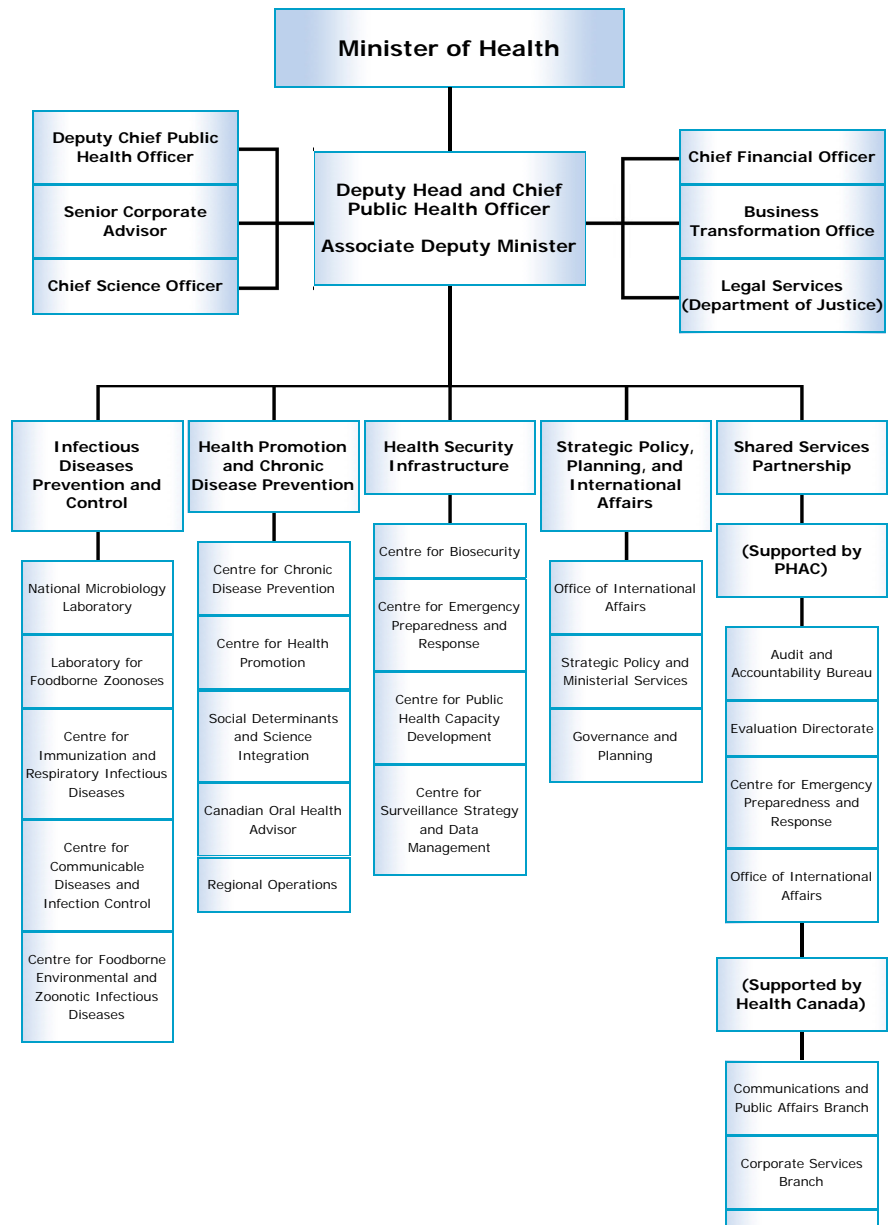 Minister of Health
Deputy Chief Public
Health Officer
Senior Corporate
Advisor
Chief Science Officer
Deputy Head and Chief
Public Health Officer
Associate Deputy Minister
Chief Financial Officer
Business
Transformation Office
Legal Services
(Department of Justice)
Infectious
Diseases
Prevention and
Control
National Microbiology
Laboratory
Laboratory for
Foodborne Zoonoses
Centre for
Immunization and
Respiratory Infectious
Diseases
Centre for
Communicable
Diseases and
Infection Control
Centre for Foodborne
Environmental and
Zoonotic Infectious
Diseases
Health Promotion
and Chronic
Disease Prevention
Centre for Chronic
Disease Prevention
Centre for Health
Promotion
Social Determinants
and Science
Integration
Canadian Oral Health
Advisor
Regional Operations
Health Security
Infrastructure
Centre for Biosecurity
Centre for Emergency
Preparedness and
Response
Centre for Public
Health Capacity
Development
Centre for
Surveillance Strategy
and Data
Management
Strategic Policy,
Planning, and
International
Affairs
Office of International
Affairs
Strategic Policy and
Ministerial Services
Governance and
Planning
Shared Services
Partnership
(Supported by
PHAC)
Audit and
Accountability Bureau
Evaluation Directorate
Centre for Emergency
Preparedness and
Response
Office of International
Affairs
(Supported by
Health Canada)
Communications and
Public Affairs Branch
Corporate Services
Branch